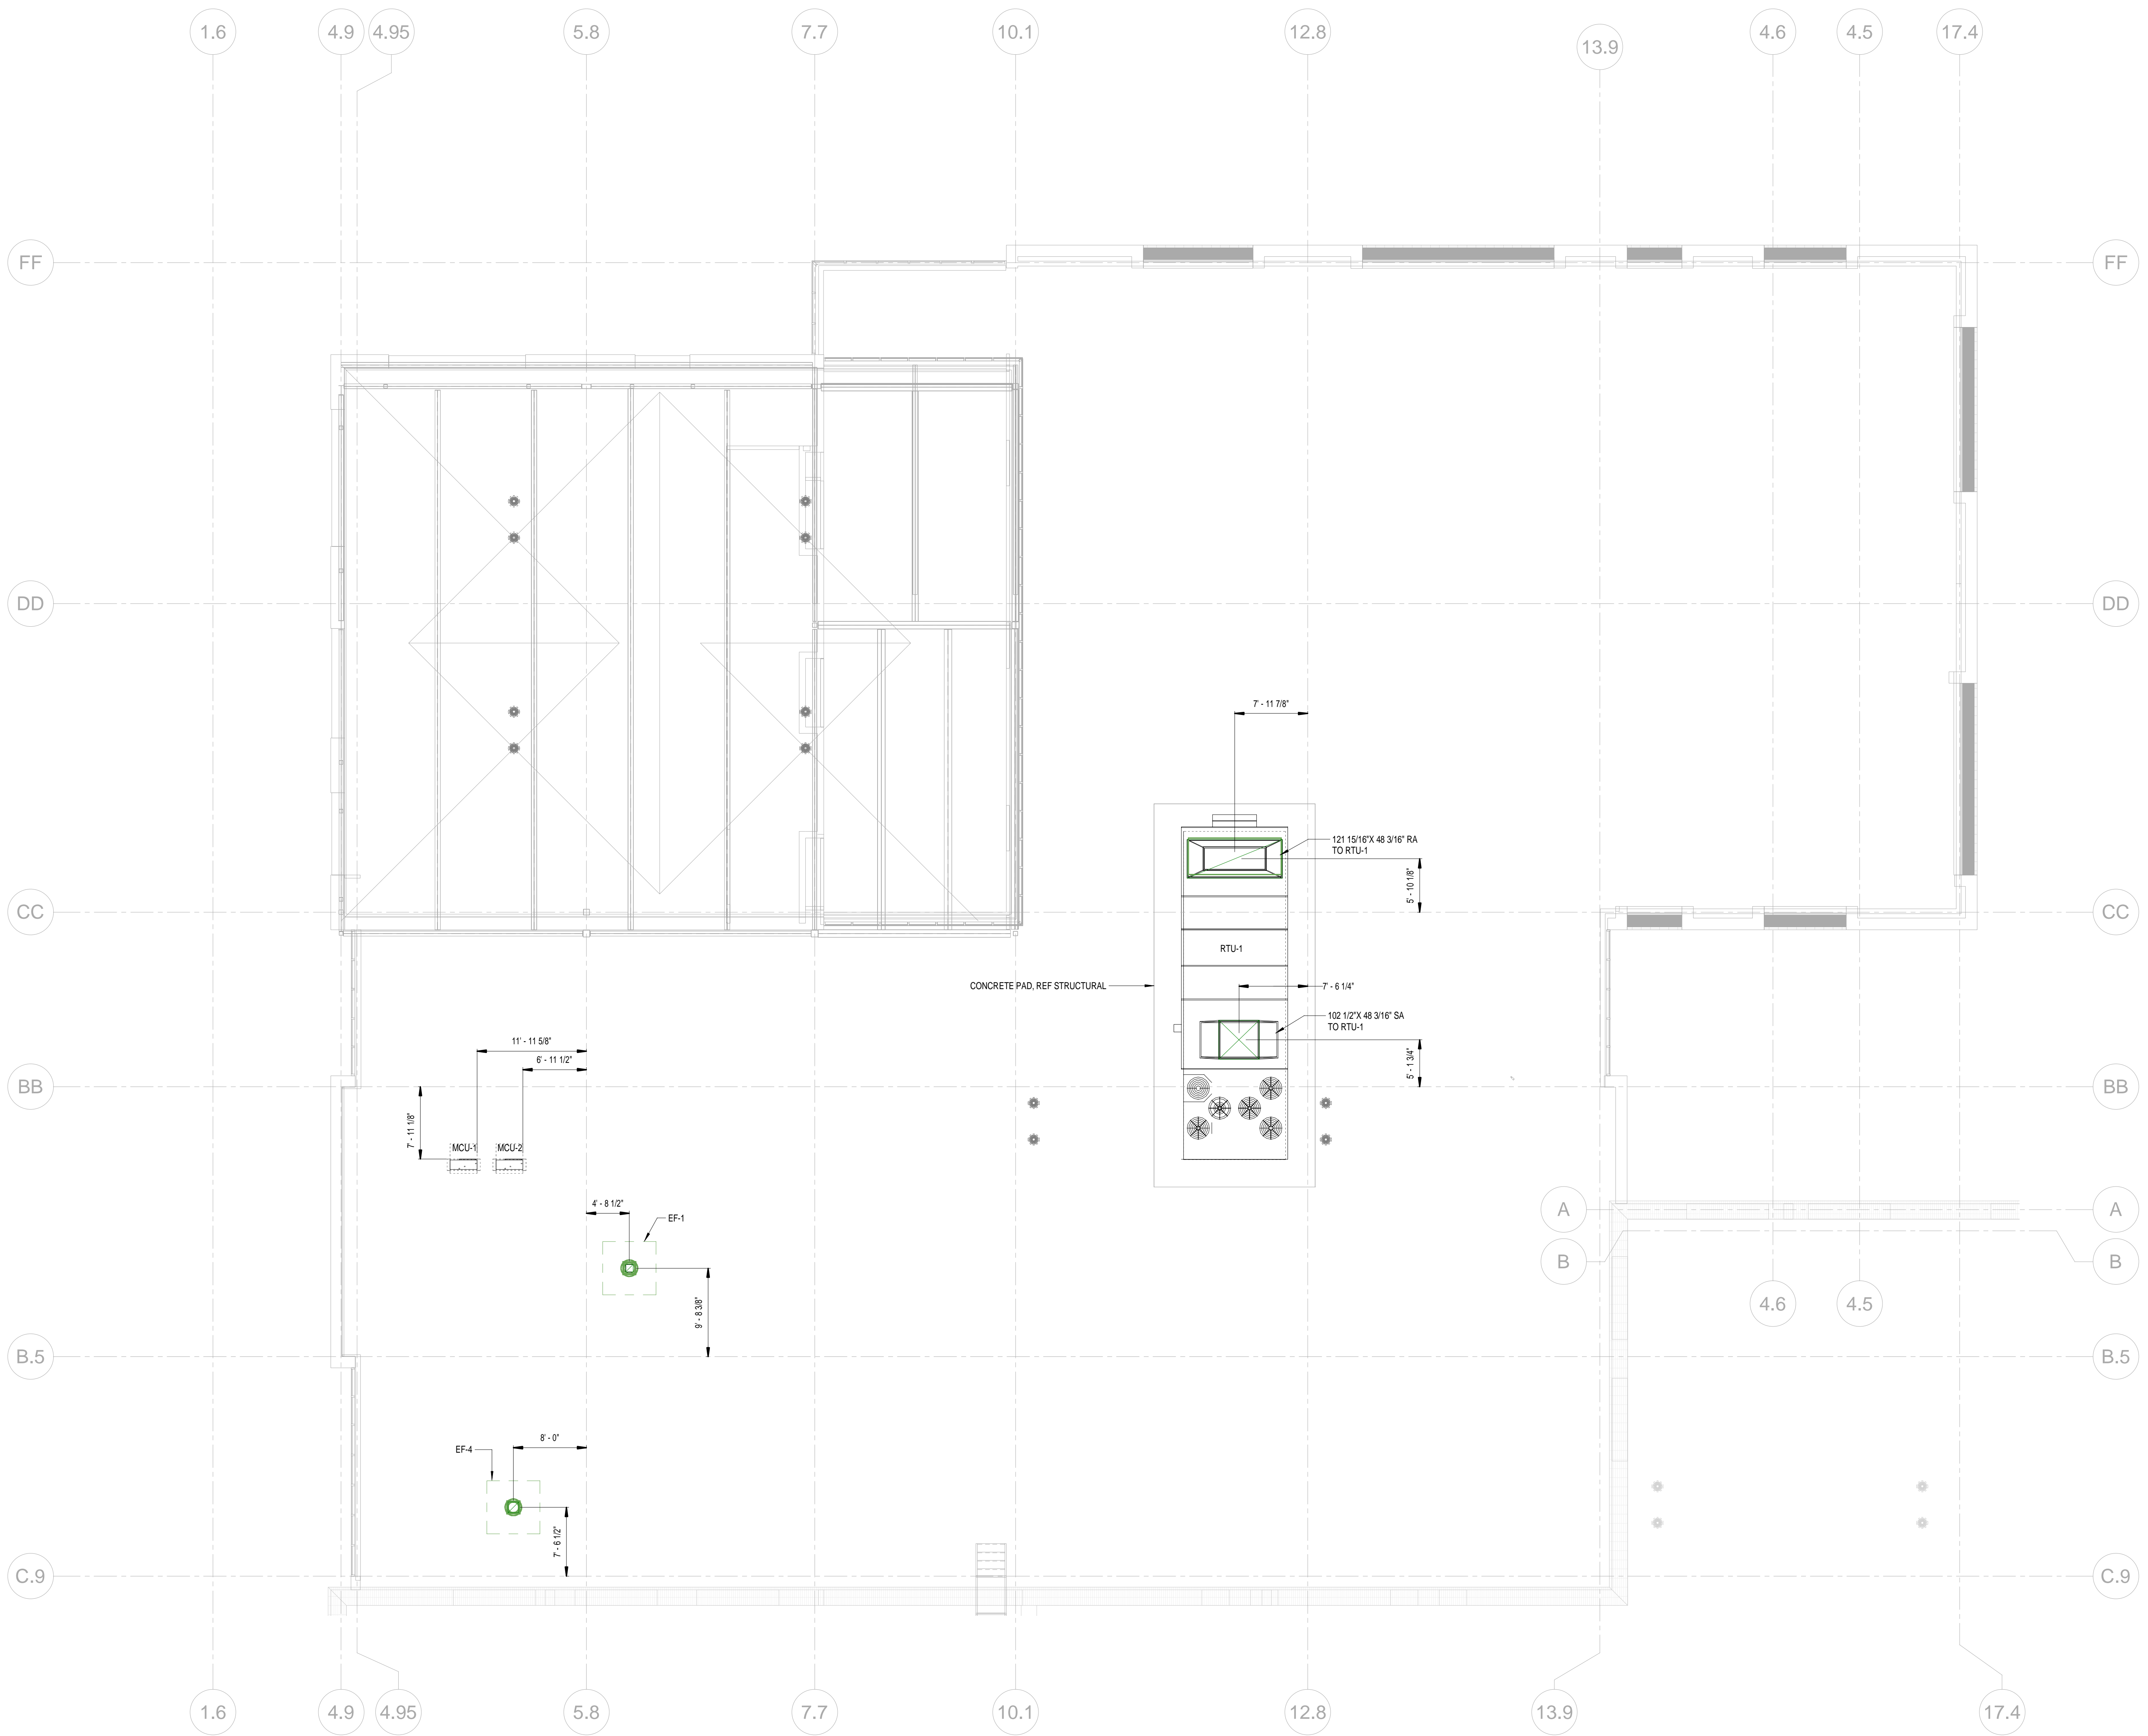 1.6
4.9
4.95
5.8
7.7
10.1
12.8
13.9
4.6
4.5
17.4
FF
FF
DD
DD
7' - 11 7/8"
121 15/16"X 48 3/16" RA
TO RTU-1
5' - 10 1/8"
CC
CC
RTU-1
CONCRETE PAD, REF STRUCTURAL
7' - 6 1/4"
102 1/2"X 48 3/16" SA
TO RTU-1
11' - 11 5/8"
6' - 11 1/2"
5' - 1 3/4"
BB
BB
7' - 11 1/8"
MCU-1
MCU-2
4' - 8 1/2"
EF-1
A
A
B
B
9' - 8 3/8"
4.6
4.5
B.5
B.5
8' - 0"
EF-4
7' - 6 1/2"
C.9
C.9
1.6
4.9
4.95
5.8
7.7
10.1
12.8
13.9
17.4